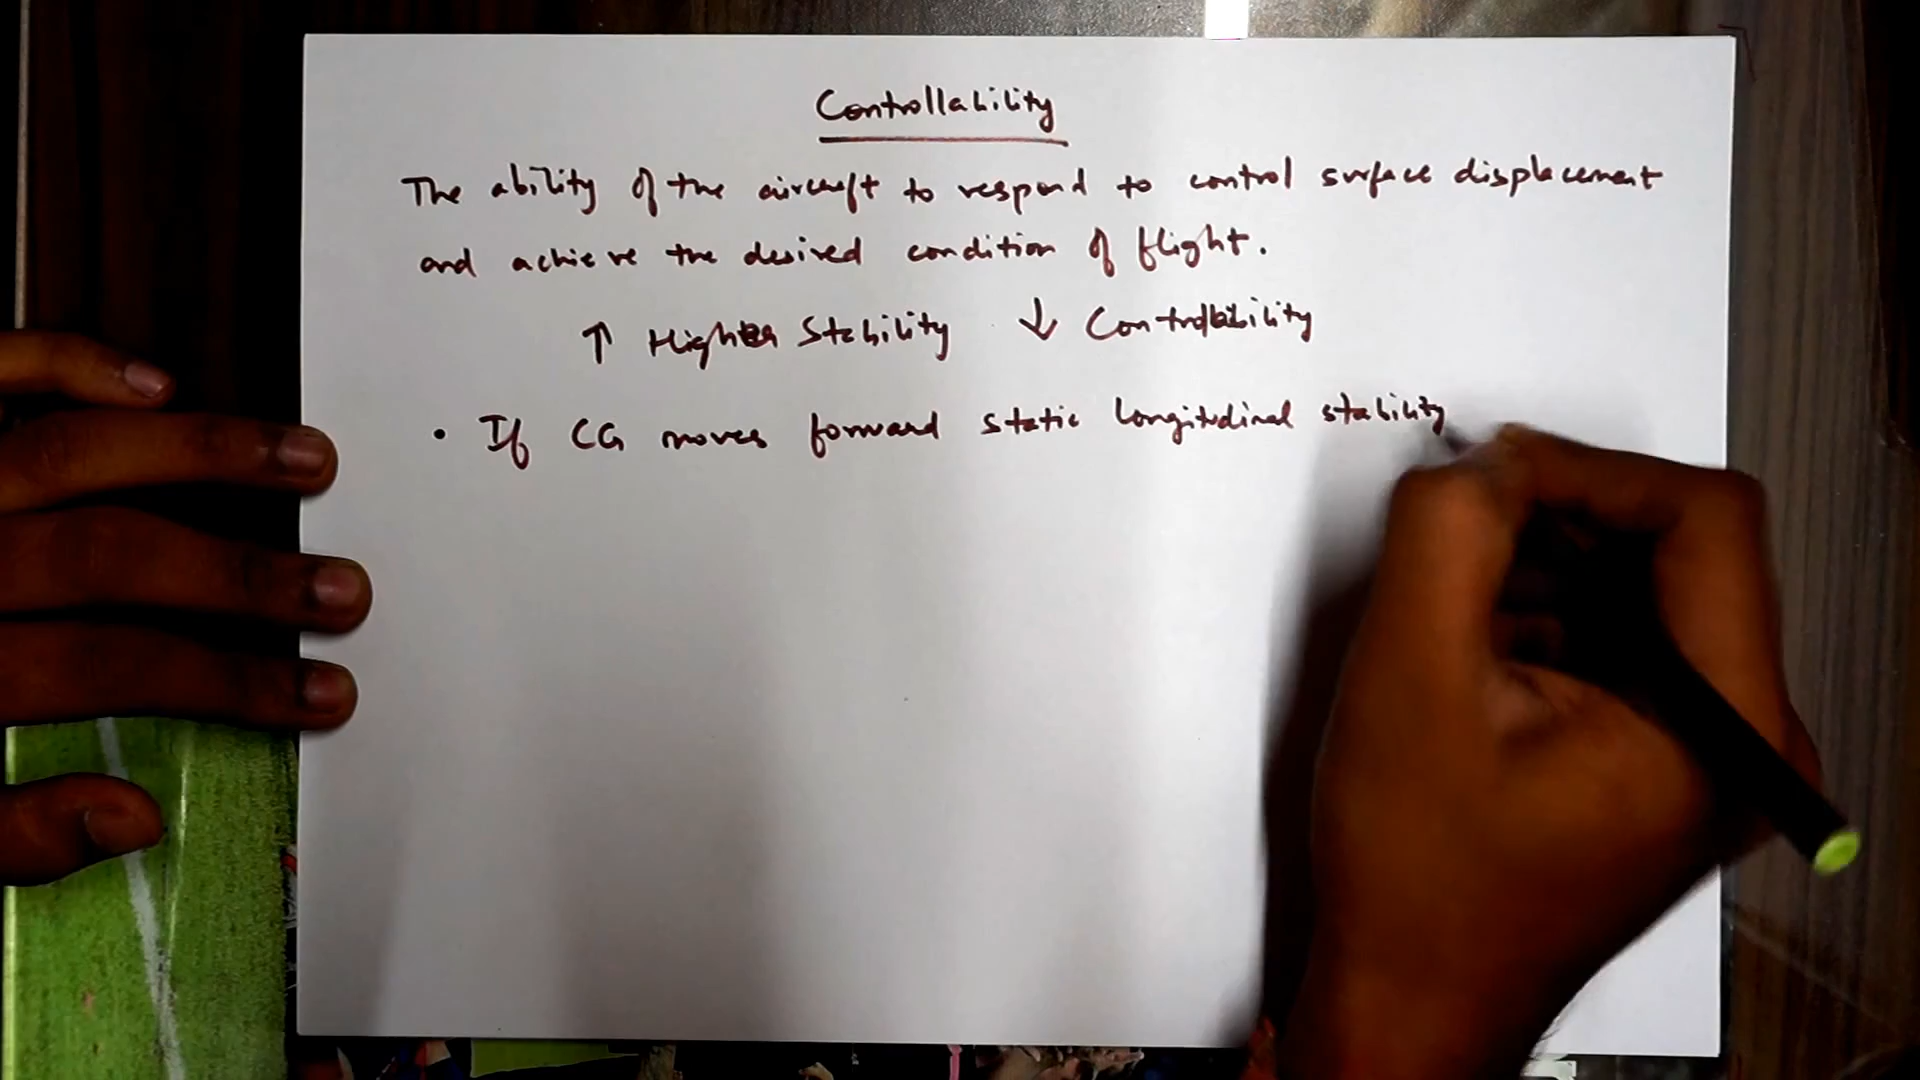 Controllability
The ability of the aircraft to respond to control surface displacement
and achieve the desired condition of flight.
↑ Higher Stability ↓ Controllability
• If CG moves forward static longitudinal stability